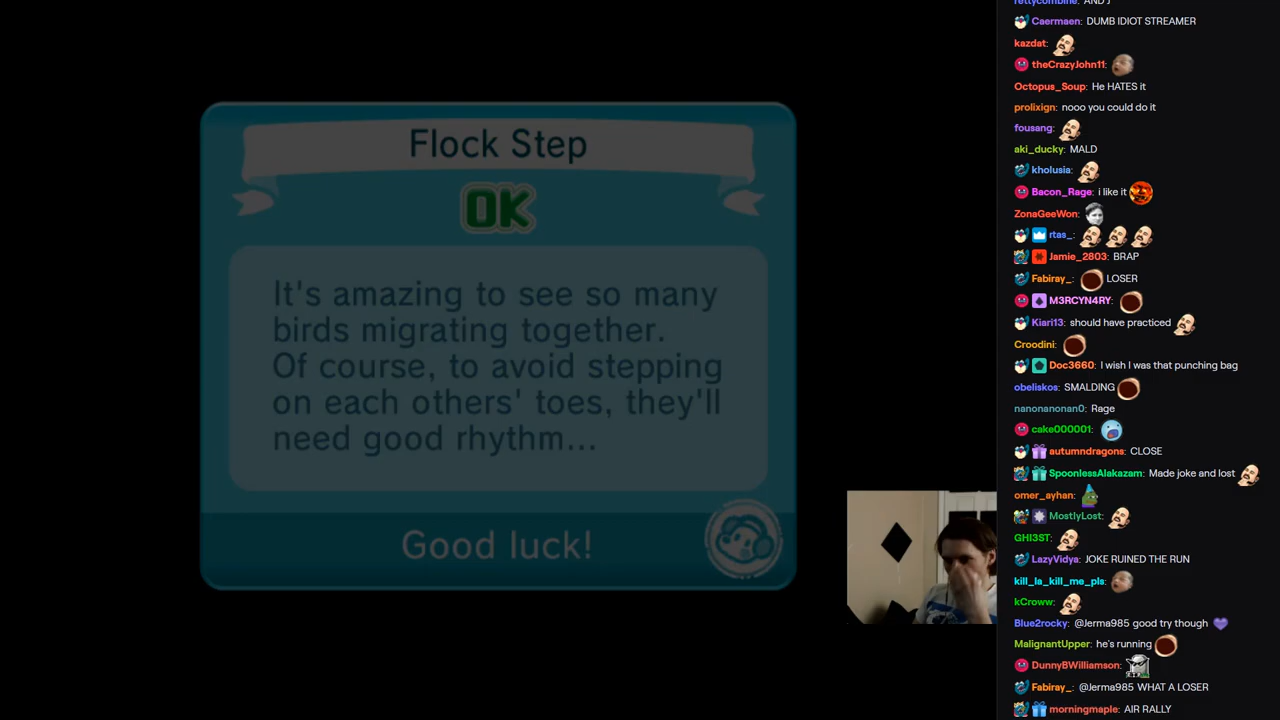 Flock Step
OK
It's amazing to see so many
birds migrating together.
Of course, to avoid stepping
on each others' toes, they'll
need good rhythm...
Good luck!
rettycombine: AND J
Caermaen: DUMB IDIOT STREAMER
kazdat:
theCrazyJohn11:
Octopus_Soup: He HATES it
prolixign: nooo you could do it
fousang:
aki_ducky: MALD
kholusia:
Bacon_Rage: i like it
ZonaGeeWon:
rtas_:
Jamie_2803: BRAP
Fabiray_: LOSER
M3RCYN4RY:
Kiari13: should have practiced
Croodini:
Doc3660: I wish I was that punching bag
obeliskos: SMALDING
nanonanonan0: Rage
cake000001:
autumndragons: CLOSE
SpoonlessAlakazam: Made joke and lost
omer_ayhan:
MostlyLost:
GHI3ST:
LazyVidya: JOKE RUINED THE RUN
kill_la_kill_me_pls:
kCroww:
Blue2rocky: @Jerma985 good try though
MalignantUpper: he's running
DunnyBWilliamson:
Fabiray_: @Jerma985 WHAT A LOSER
morningmaple: AIR RALLY